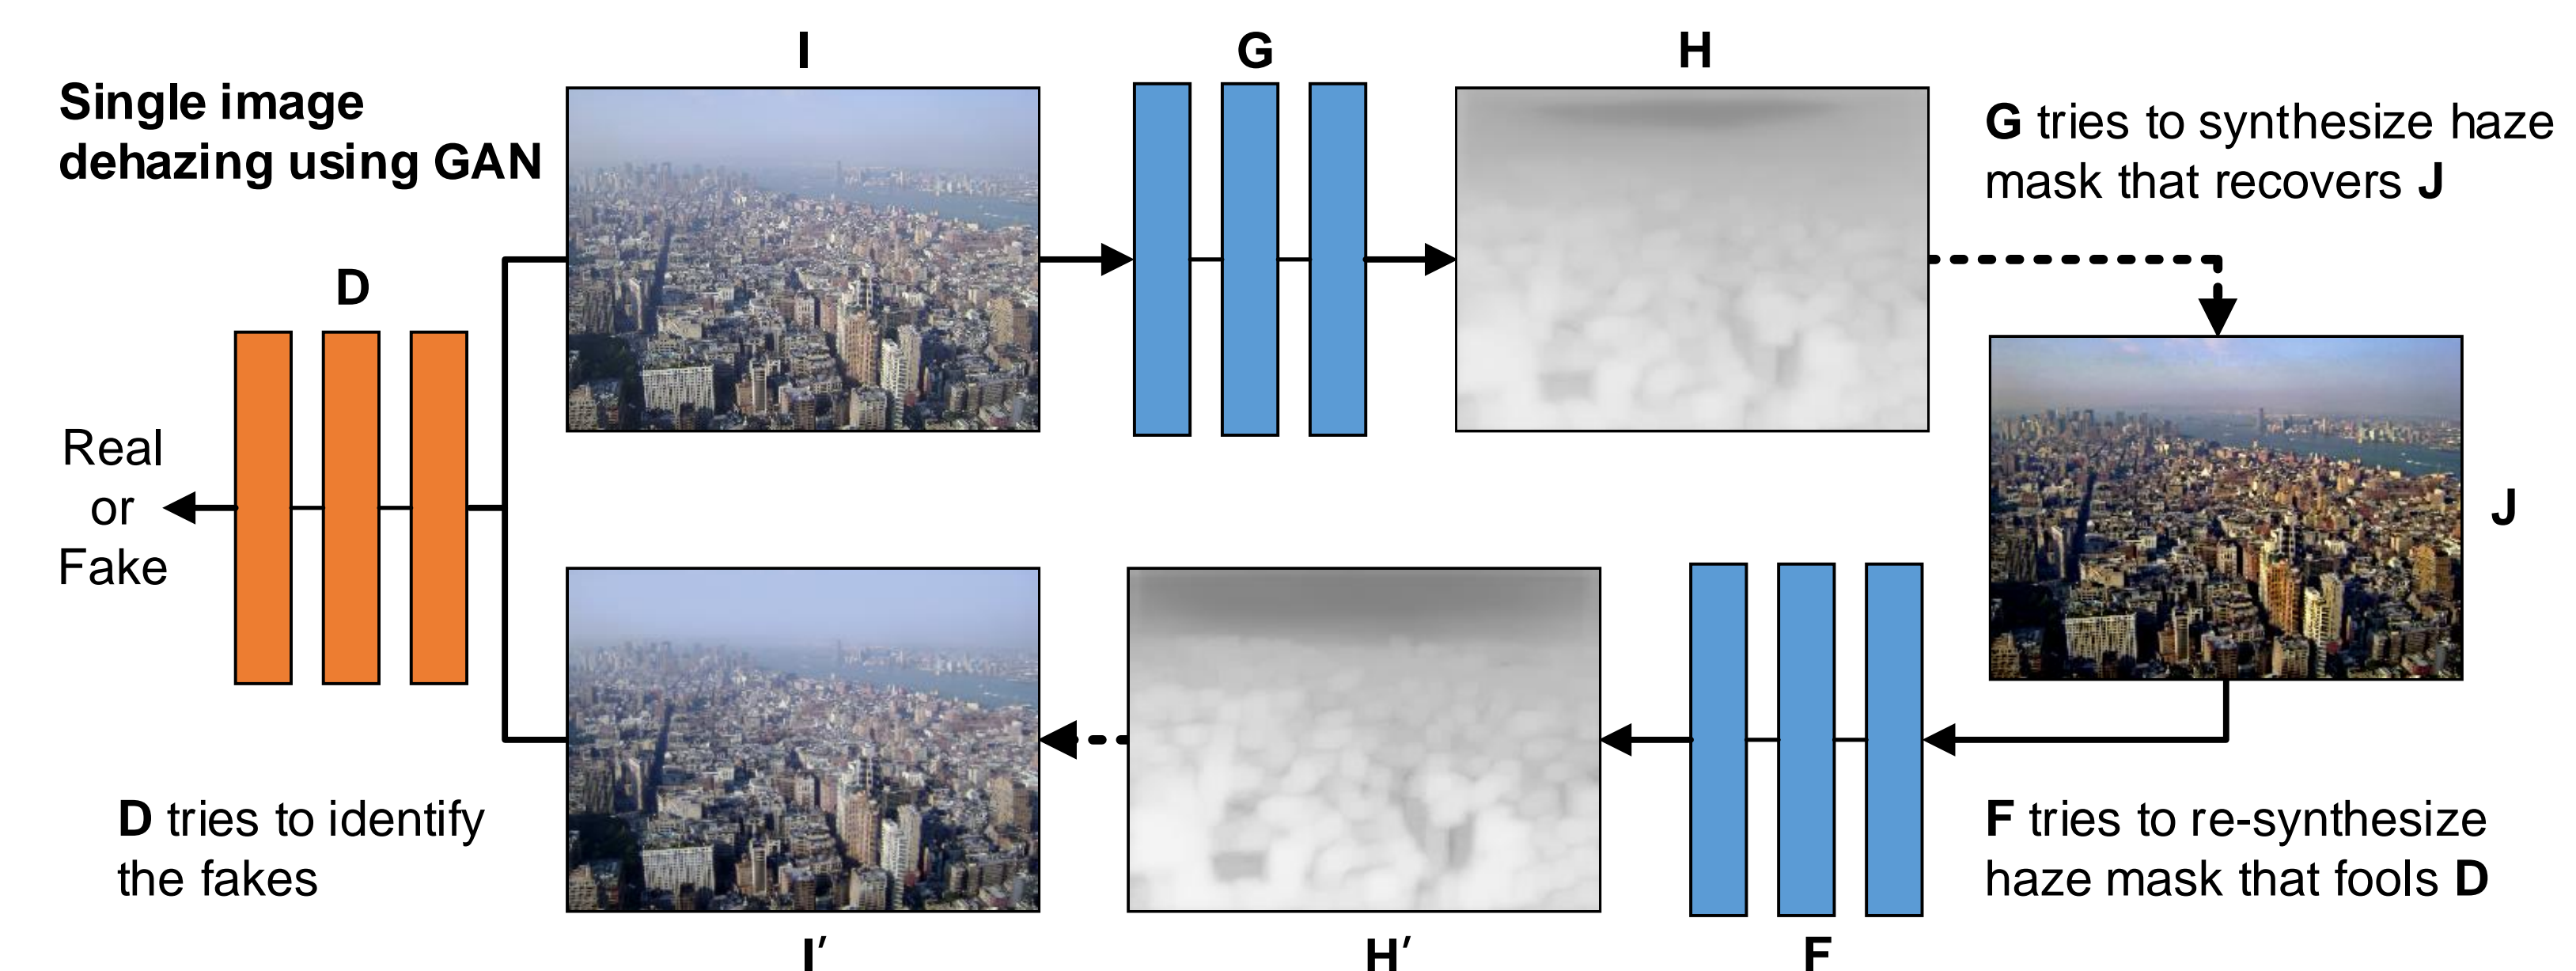 Single image
dehazing using GAN
I
G
H
G tries to synthesize haze
mask that recovers J
D
Real
or
Fake
J
D tries to identify
the fakes
F tries to re-synthesize
haze mask that fools D
I′
H′
F